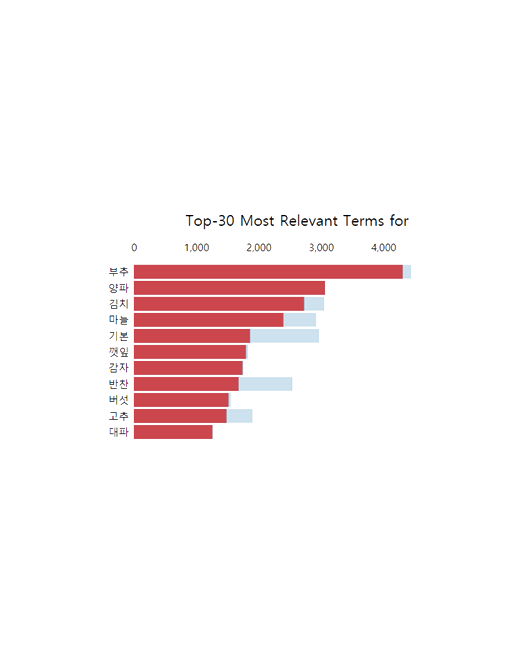 Top-30 Most Relevant Terms for
0 1,000 2,000 3,000 4,000
부추
양파
김치
마늘
기본
깻잎
감자
반찬
버섯
고추
대파